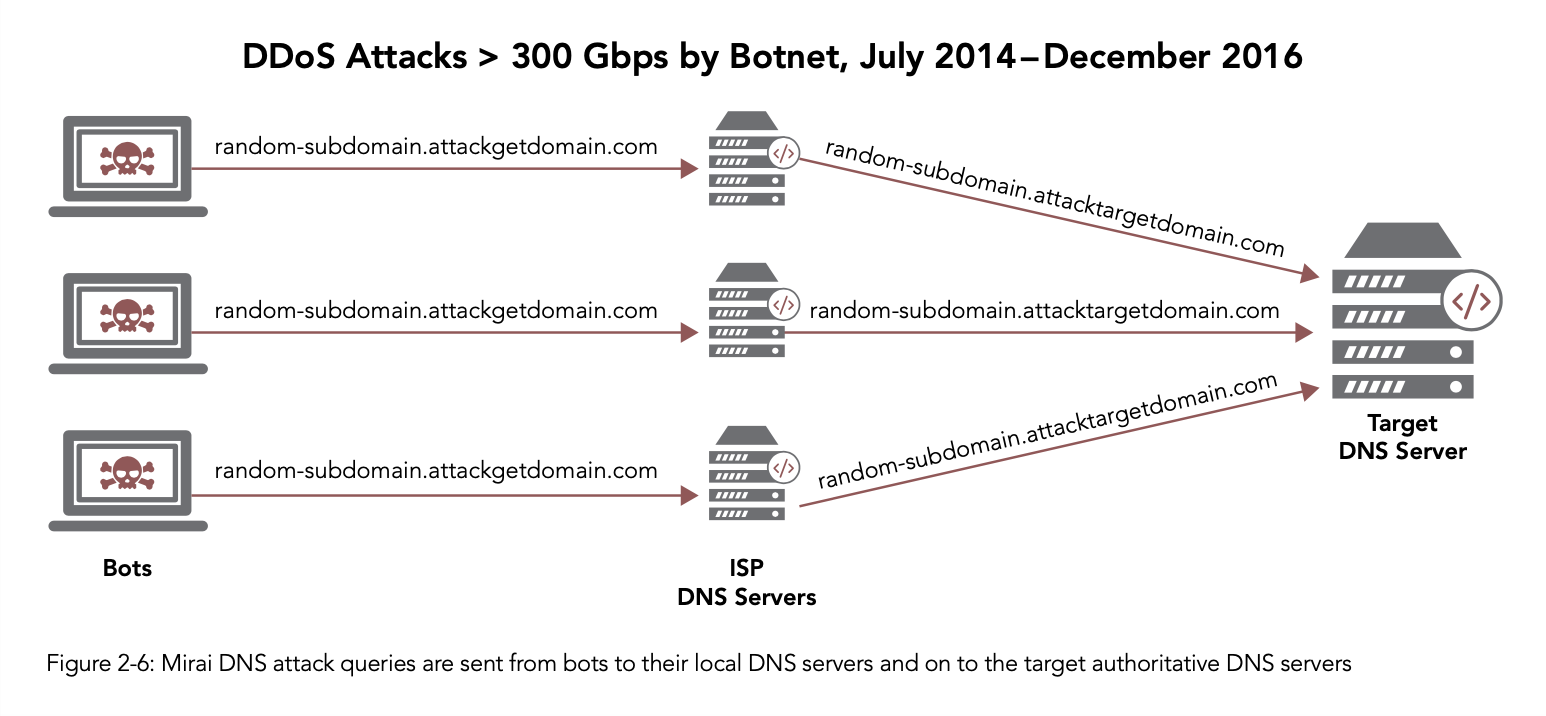 DDoS Attacks > 300 Gbps by Botnet, July 2014–December 2016
random-subdomain.attackgetdomain.com
random-subdomain.attacktargetdomain.com
random-subdomain.attackgetdomain.com
random-subdomain.attacktargetdomain.com
random-subdomain.attackgetdomain.com
random-subdomain.attacktargetdomain.com
</>
</>
</>
</>
Target
DNS Server
Bots
ISP
DNS Servers
Figure 2-6: Mirai DNS attack queries are sent from bots to their local DNS servers and on to the target authoritative DNS servers